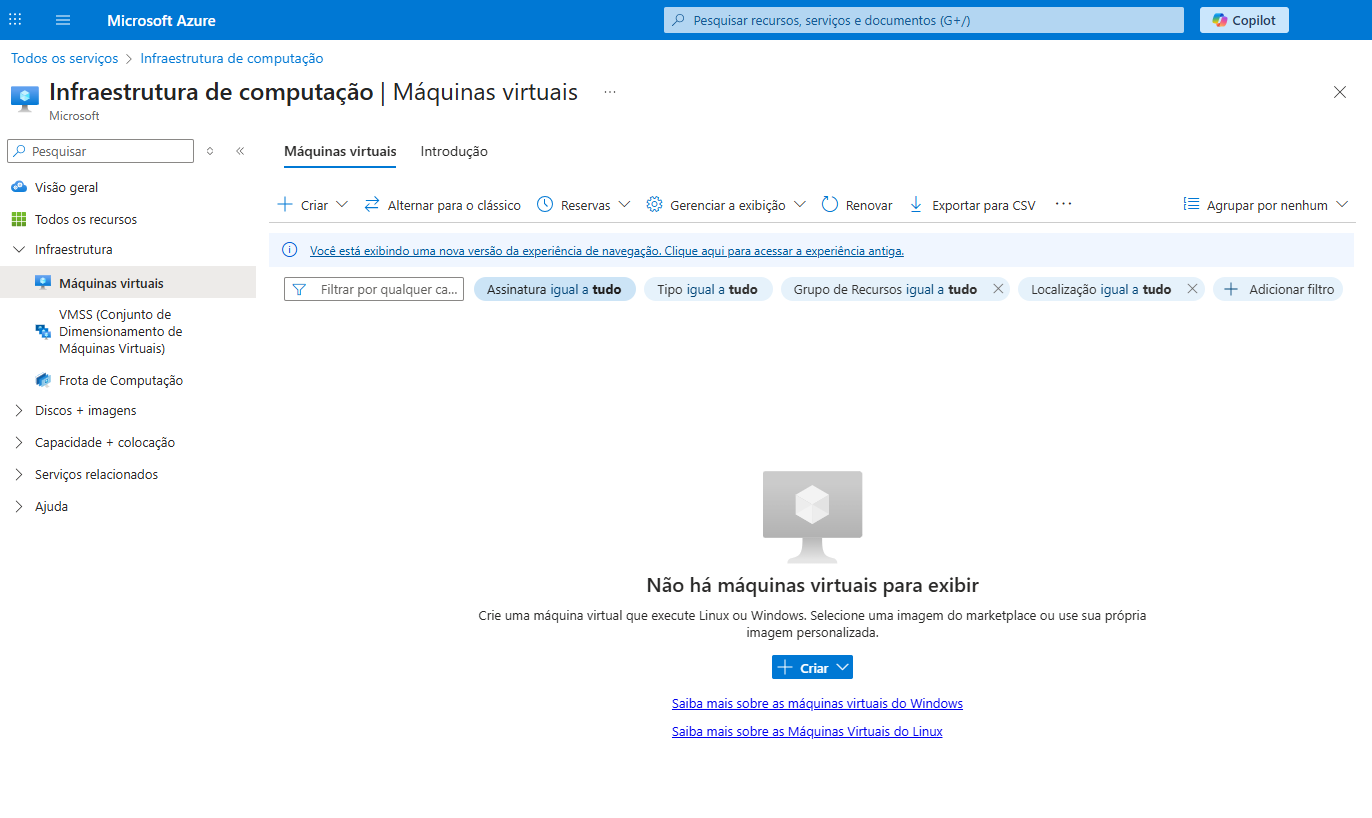 Microsoft Azure
Pesquisar recursos, serviços e documentos (G+/)
Copilot
Todos os serviços > Infraestrutura de computação
Infraestrutura de computação | Máquinas virtuais ...
Microsoft
Pesquisar
Máquinas virtuais
Introdução
Visão geral
Todos os recursos
Infraestrutura
Máquinas virtuais
VMSS (Conjunto de
Dimensionamento de
Máquinas Virtuais)
Frota de Computação
Discos + imagens
Capacidade + colocação
Serviços relacionados
Ajuda
Criar
Alternar para o clássico
Reservas
Gerenciar a exibição
Renovar
Exportar para CSV
...
Agrupar por nenhum
Você está exibindo uma nova versão da experiência de navegação. Clique aqui para acessar a experiência antiga.
Filtrar por qualquer ca...
Assinatura igual a tudo
Tipo igual a tudo
Grupo de Recursos igual a tudo
Localização igual a tudo
Adicionar filtro
Não há máquinas virtuais para exibir
Crie uma máquina virtual que execute Linux ou Windows. Selecione uma imagem do marketplace ou use sua própria
imagem personalizada.
Criar
Saiba mais sobre as máquinas virtuais do Windows
Saiba mais sobre as Máquinas Virtuais do Linux